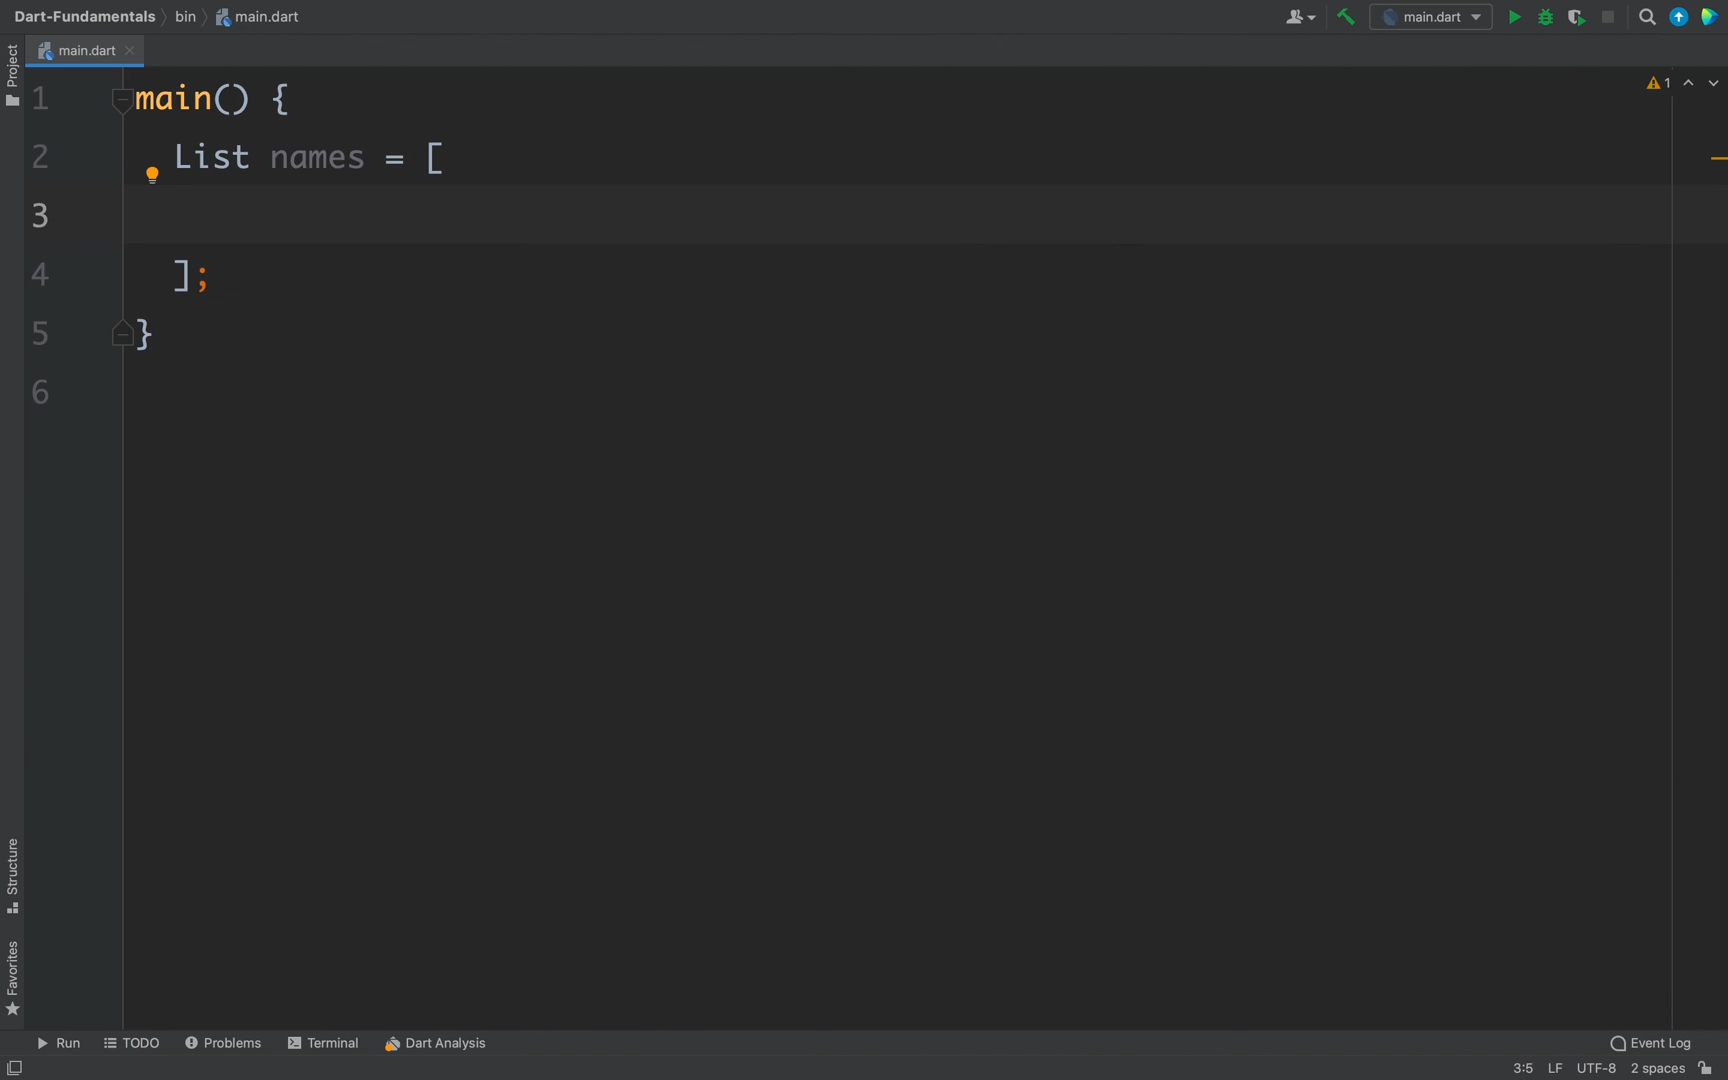 Dart-Fundamentals bin main.dart
main.dart
main.dart
Project
1 main() {
2 List names = [
3
4 ];
5 }
6
1
Structure
Favorites
Run TODO Problems Terminal Dart Analysis Event Log
3:5 LF UTF-8 2 spaces